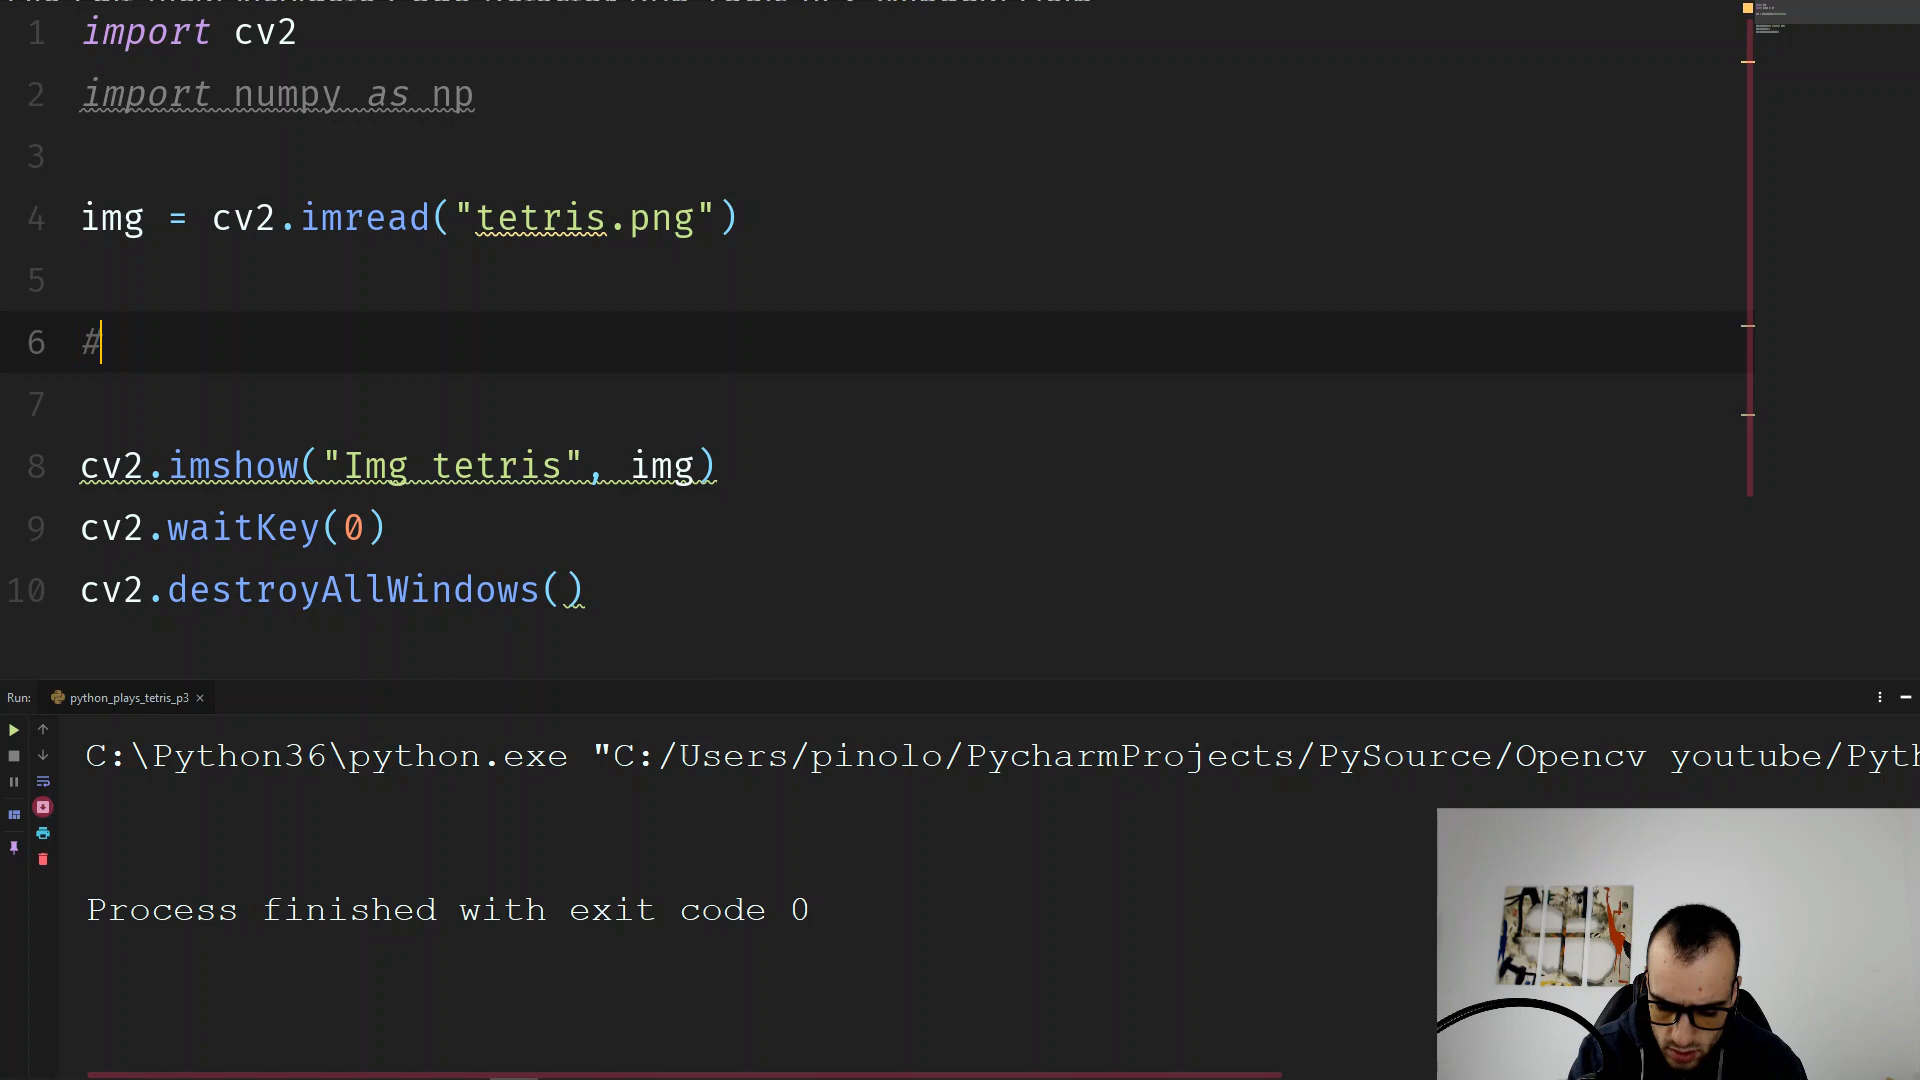 1 import cv2
2 import numpy as np
3
4 img = cv2.imread("tetris.png")
5
6 #
7
8 cv2.imshow("Img tetris", img)
9 cv2.waitKey(0)
10 cv2.destroyAllWindows()
Run: python_plays_tetris_p3 ×
C:\Python36\python.exe "C:/Users/pinolo/PycharmProjects/PySource/Opencv youtube/Pyth
Process finished with exit code 0